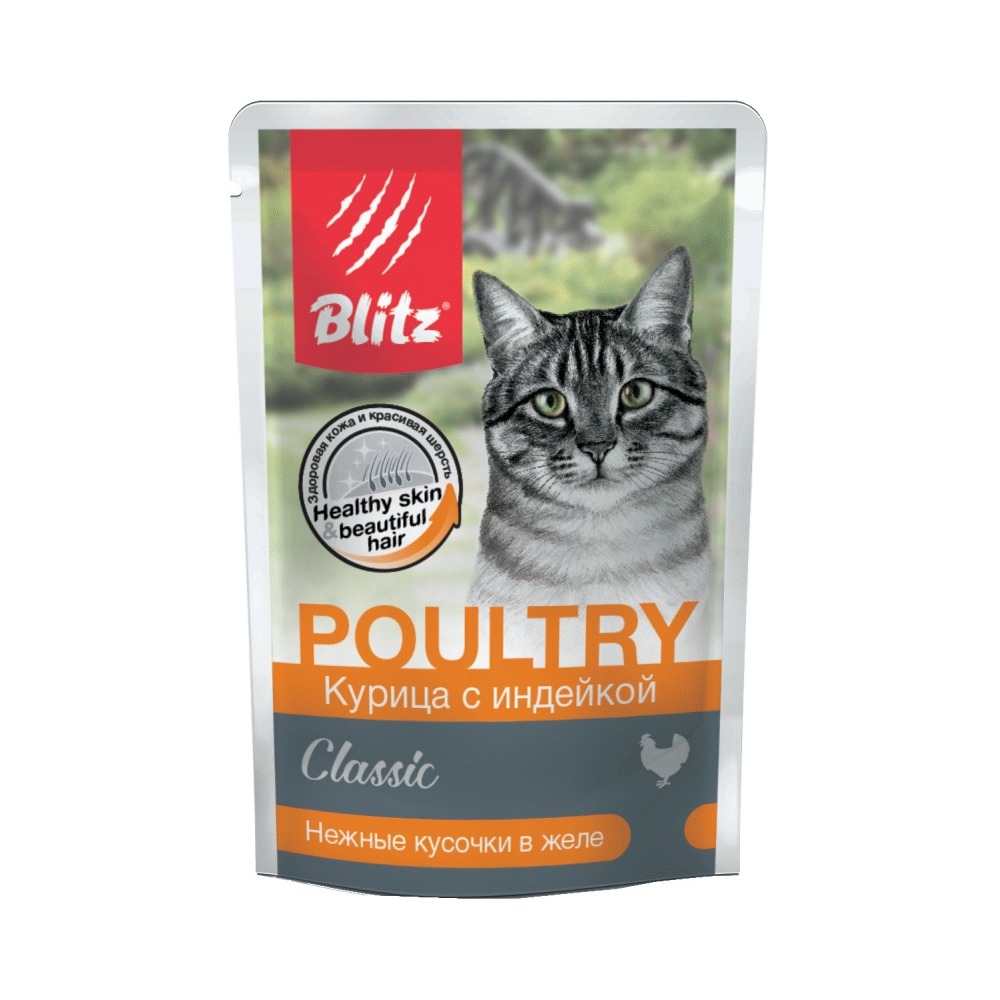 Blitz®
Здоровая кожа и красивая шерсть
Healthy skin
& beautiful
hair
POULTRY
Курица с индейкой
Classic
Нежные кусочки в желе